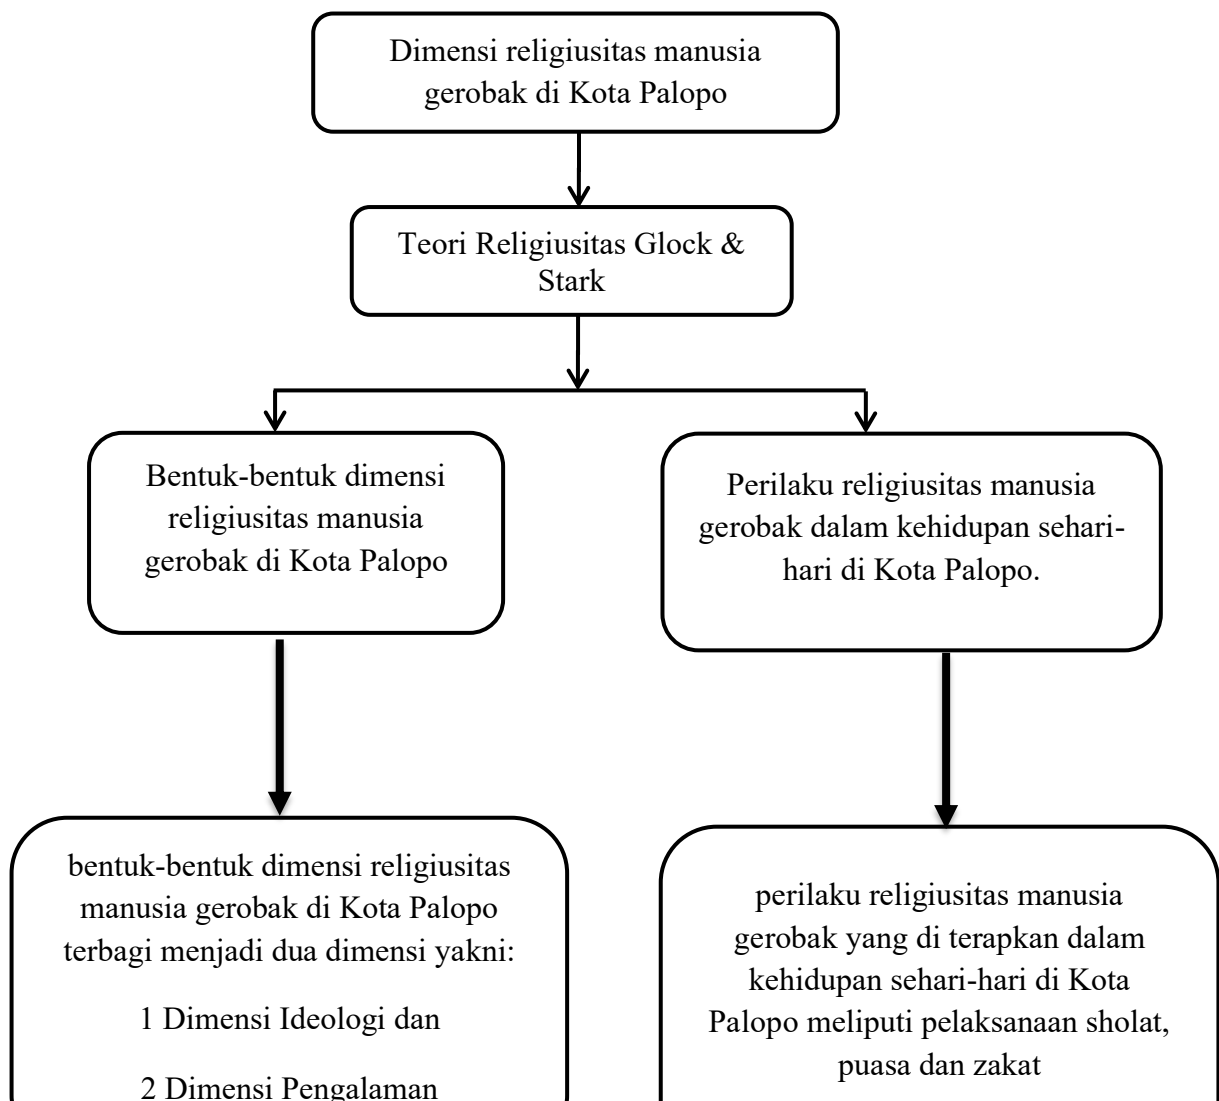 Dimensi religiusitas manusia
gerobak di Kota Palopo
Teori Religiusitas Glock &
Stark
Bentuk-bentuk dimensi
religiusitas manusia
gerobak di Kota Palopo
Perilaku religiusitas manusia
gerobak dalam kehidupan sehari-
hari di Kota Palopo.
bentuk-bentuk dimensi religiusitas
manusia gerobak di Kota Palopo
terbagi menjadi dua dimensi yakni:
1 Dimensi Ideologi dan
2 Dimensi Pengalaman
perilaku religiusitas manusia
gerobak yang di terapkan dalam
kehidupan sehari-hari di Kota
Palopo meliputi pelaksanaan sholat,
puasa dan zakat